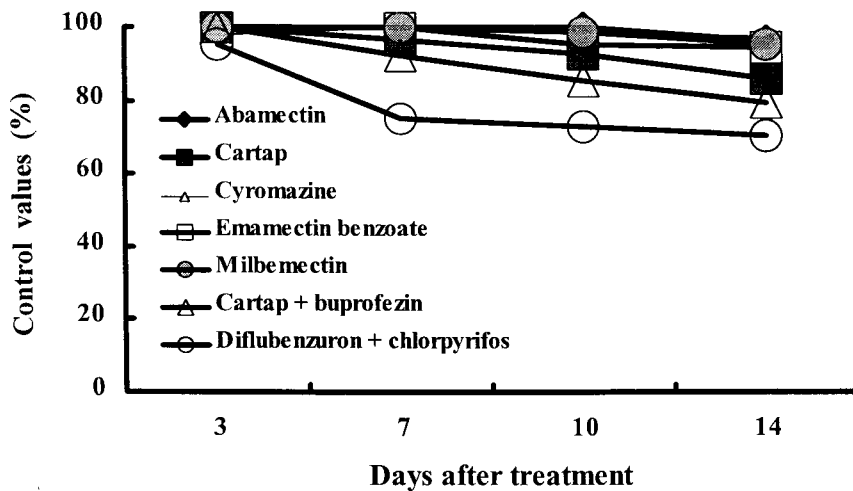 100
80
60
40
20
0
Control values (%)
Abamectin
Cartap
Cyromazine
Emamectin benzoate
Milbemectin
Cartap + buprofezin
Diflubenzuron + chlorpyrifos
3 7 10 14
Days after treatment